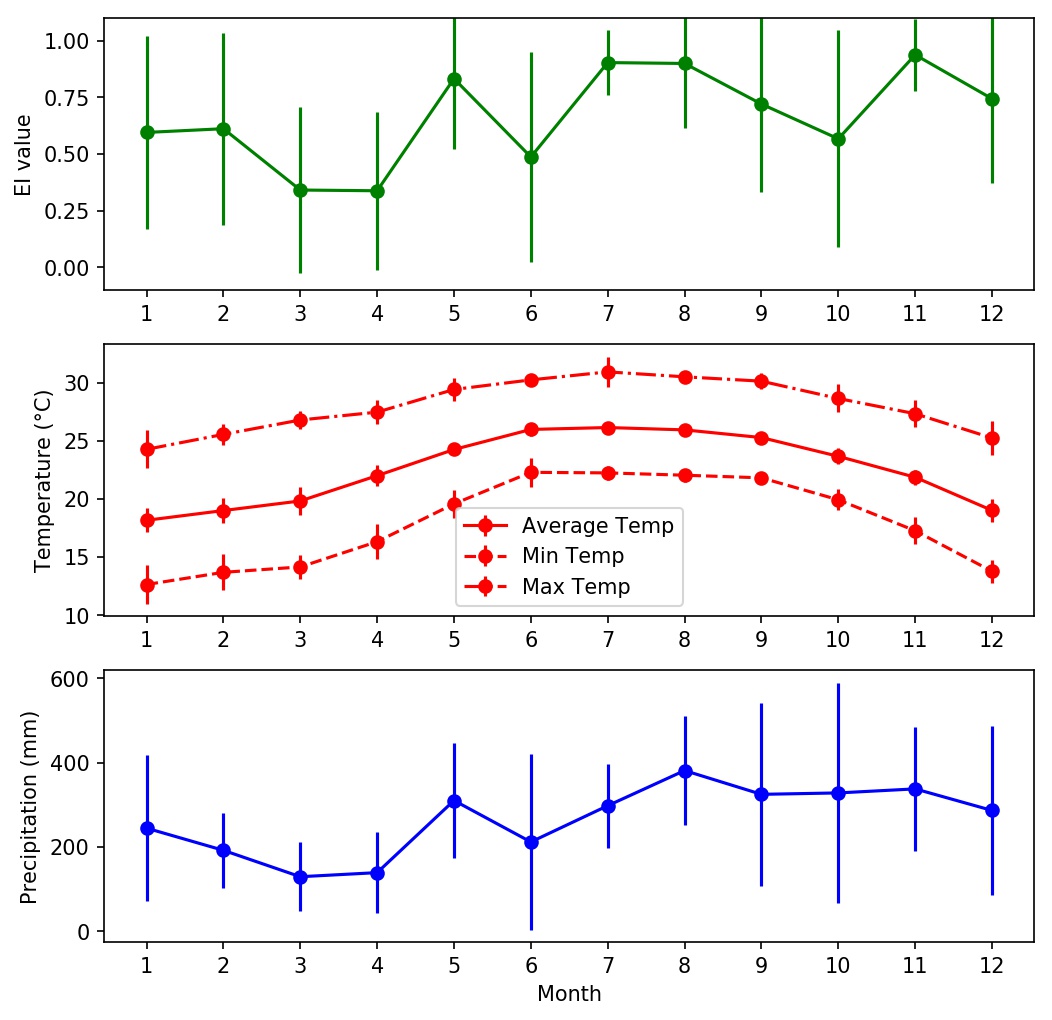 EI value
1.00
0.75
0.50
0.25
0.00
1 2 3 4 5 6 7 8 9 10 11 12
Temperature (°C)
30
25
20
15
10
Average Temp
Min Temp
Max Temp
1 2 3 4 5 6 7 8 9 10 11 12
Precipitation (mm)
600
400
200
0
1 2 3 4 5 6 7 8 9 10 11 12
Month